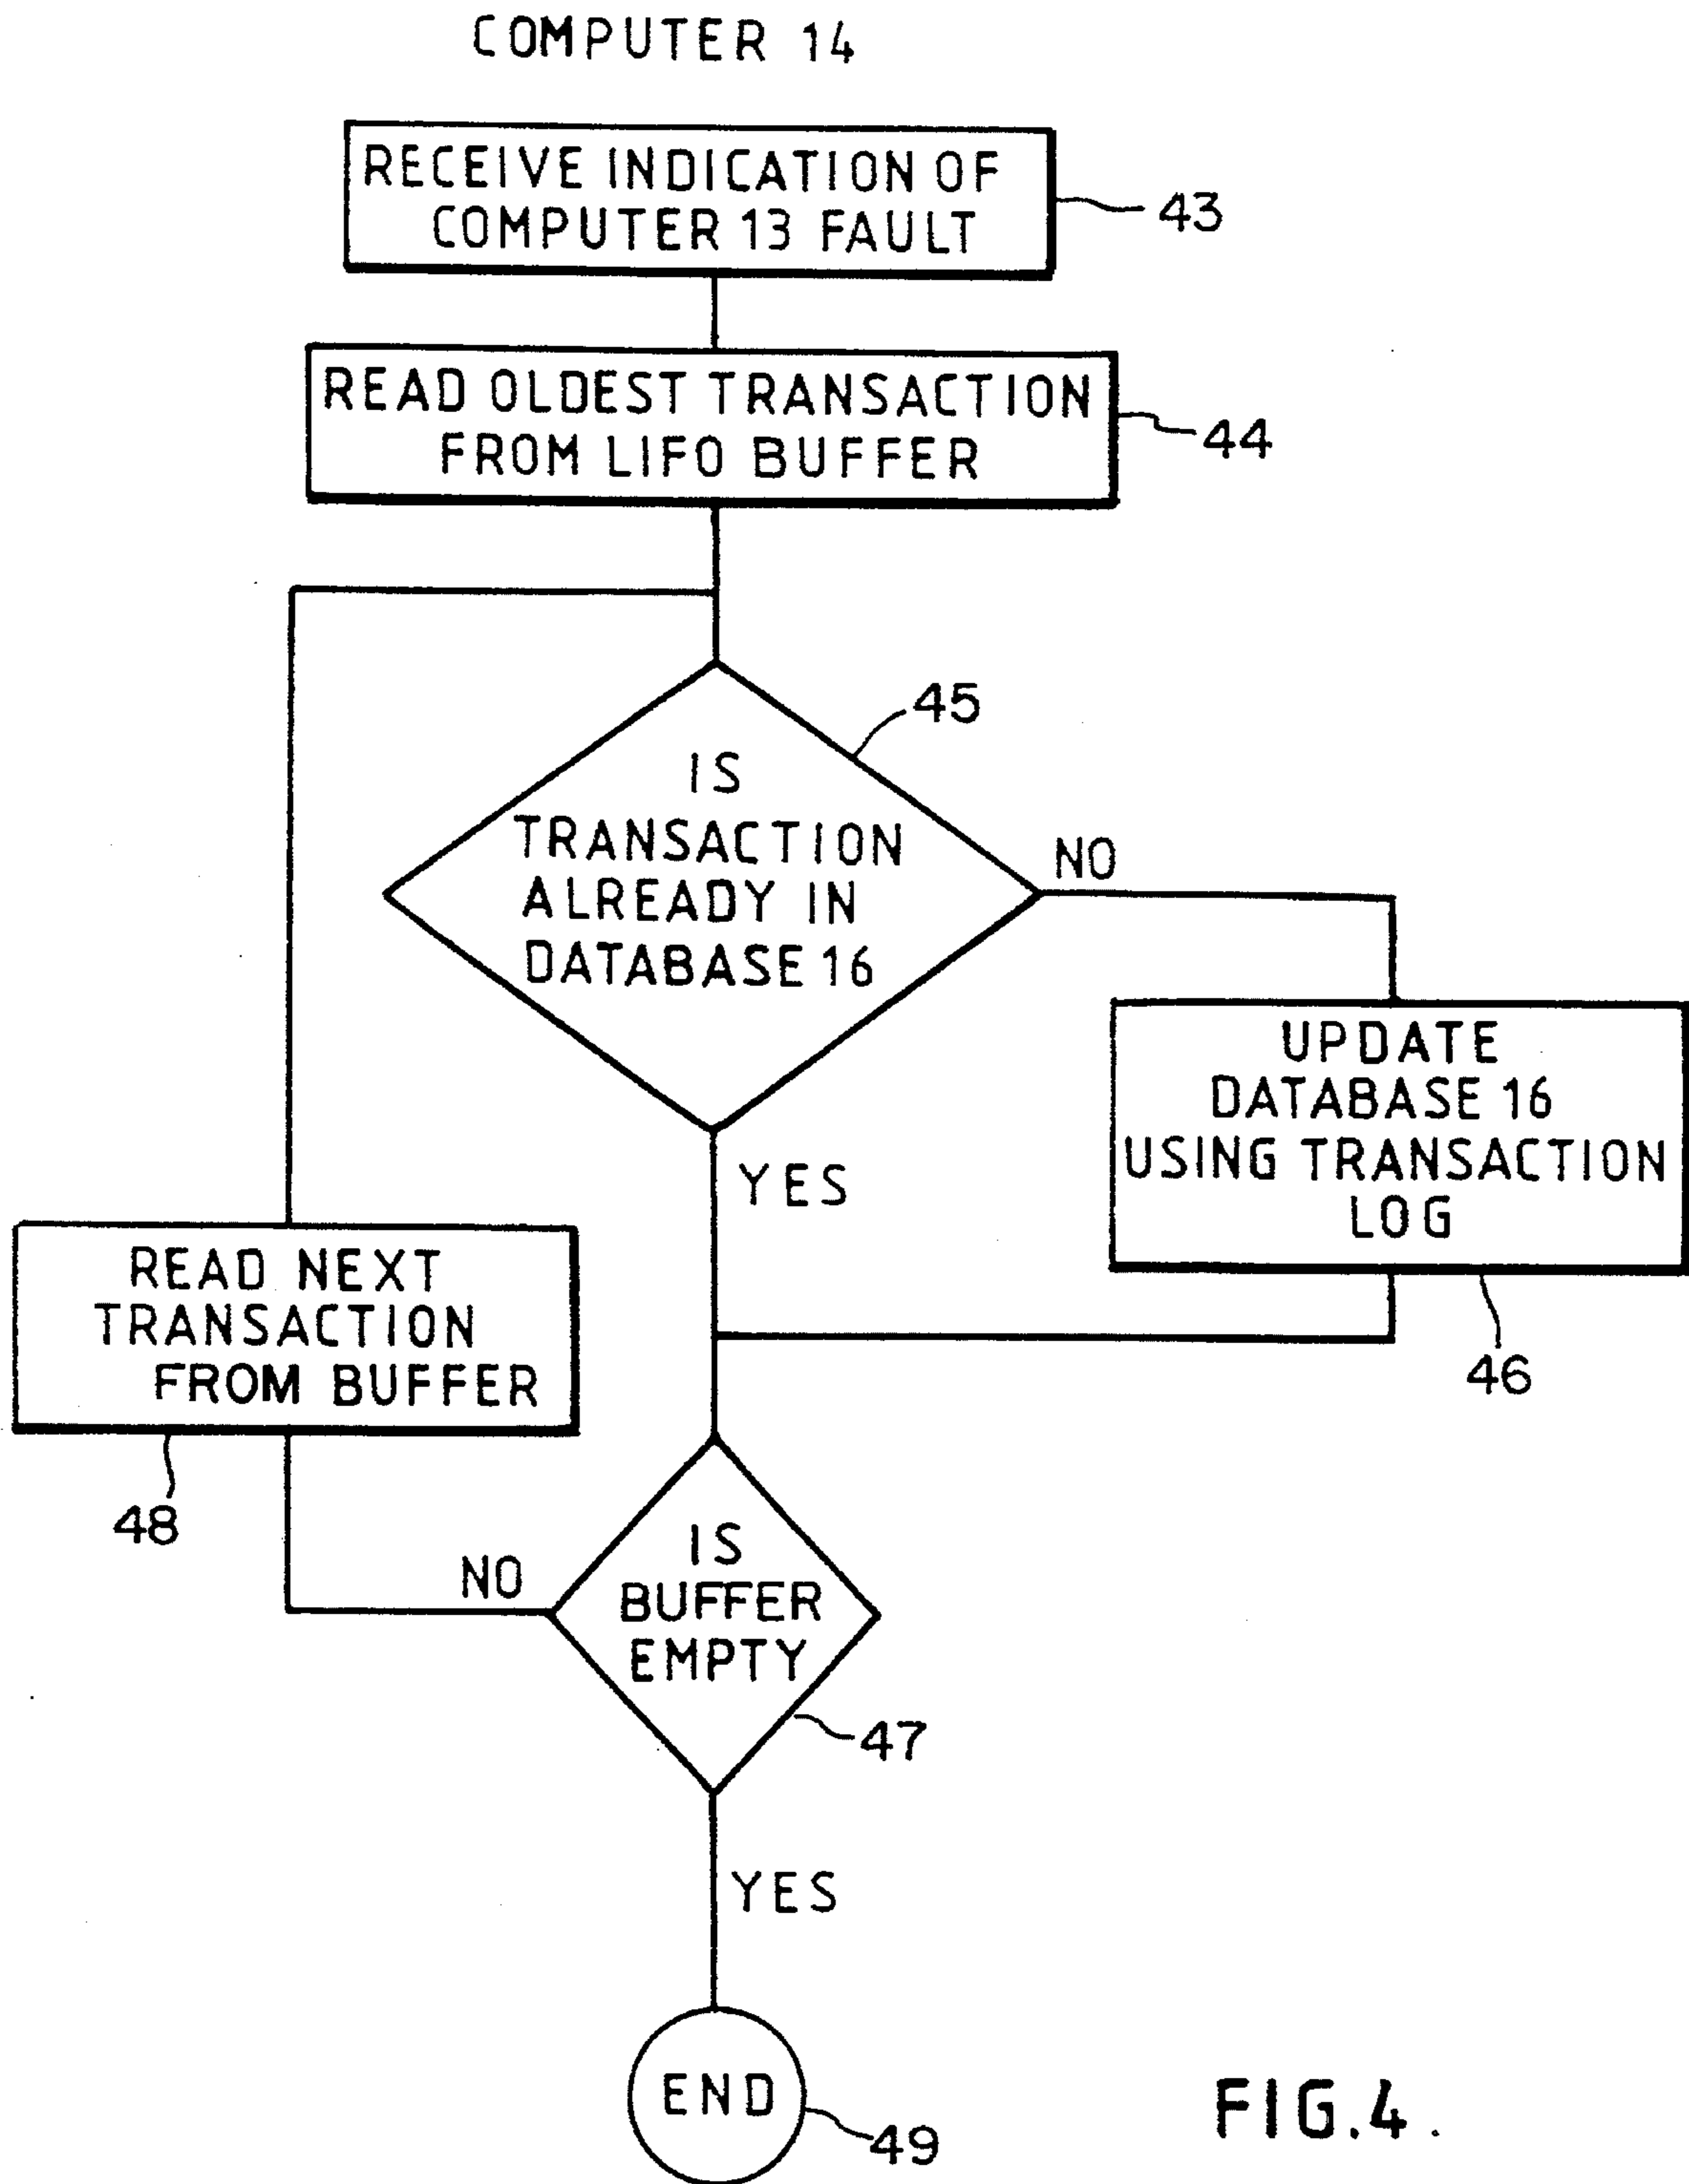 COMPUTER 14
RECEIVE INDICATION OF
COMPUTER 13 FAULT
43
READ OLDEST TRANSACTION
FROM LIFO BUFFER
44
45
IS
TRANSACTION
ALREADY IN
DATABASE 16
NO
UPDATE
DATABASE 16
USING TRANSACTION
LOG
46
YES
READ NEXT
TRANSACTION
FROM BUFFER
48
NO
IS
BUFFER
EMPTY
47
YES
END
49
FIG.4.